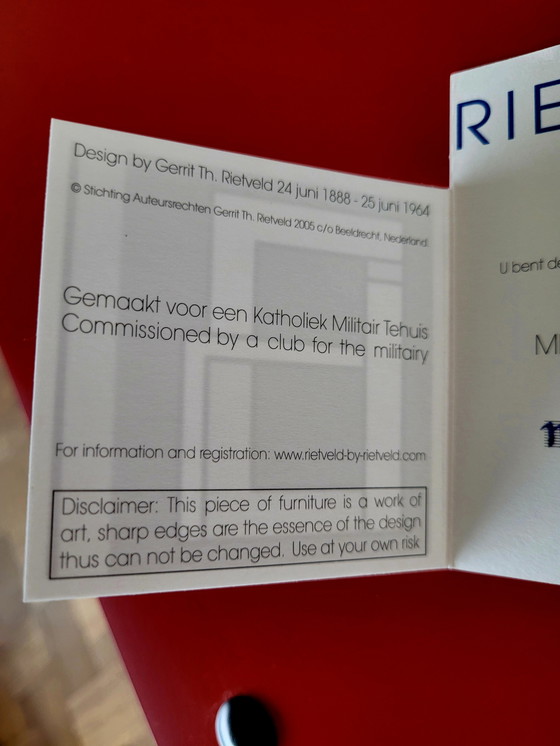 Design by Gerrit Th. Rietveld 24 juni 1888 - 25 juni 1964
© Stichting Auteursrechten Gerrit Th. Rietveld 2005 c/o Beeldrecht, Nederland.
Gemaakt voor een Katholiek Militair Tehuis
Commissioned by a club for the militairy
For information and registration: www.rietveld-by-rietveld.com
Disclaimer: This piece of furniture is a work of
art, sharp edges are the essence of the design
thus can not be changed. Use at your own risk
RIE
U bent de